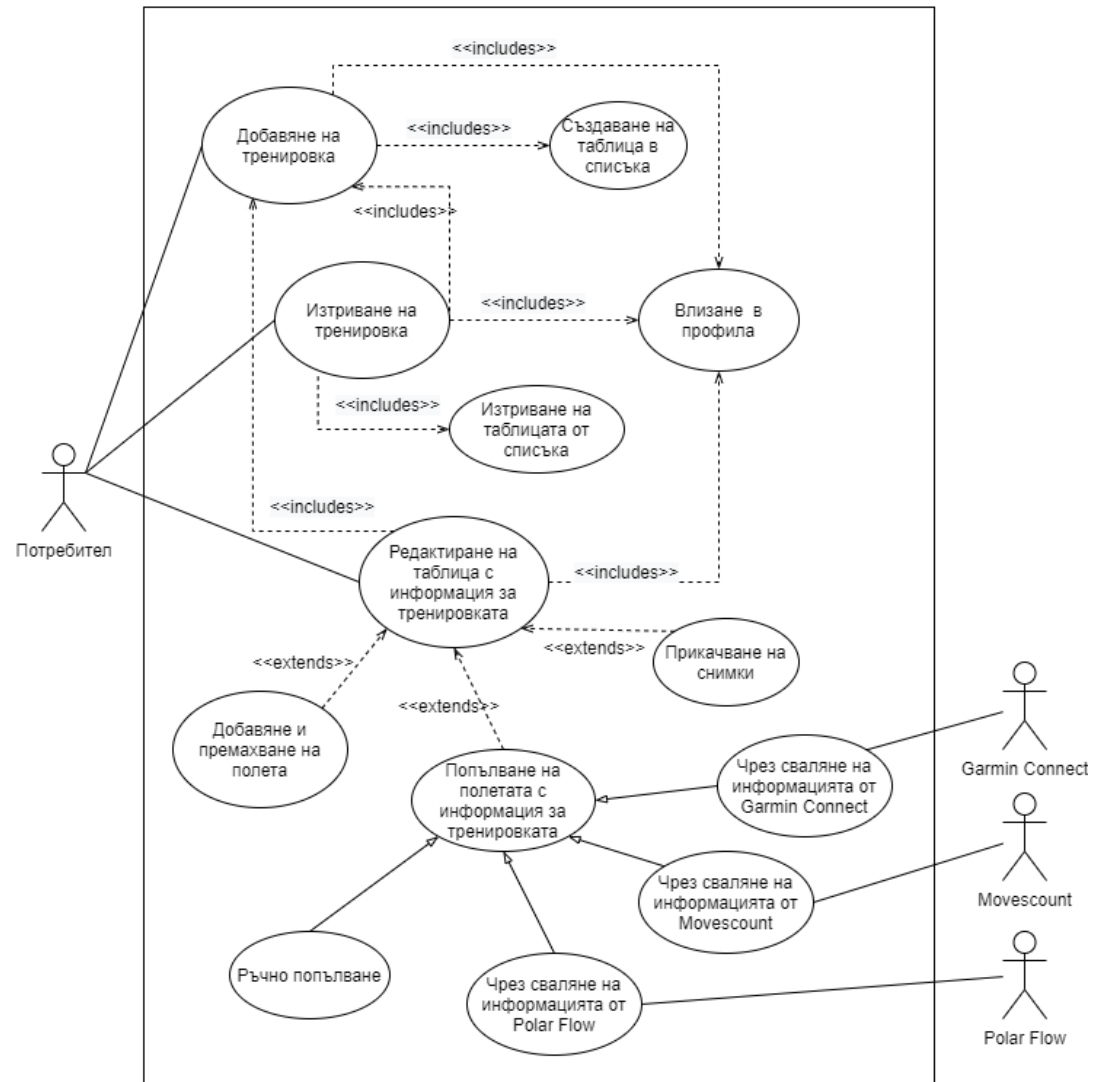 <<includes>>
Добавяне на
тренировка
<<includes>>
Създаване на
таблица в
списъка
<<includes>>
Изтриване на
тренировка
<<includes>>
Влизане в
профила
<<includes>>
Изтриване на
таблицата от
списъка
Потребител
<<includes>>
Редактиране на
таблица с
информация за
тренировката
<<includes>>
<<extends>>
<<extends>>
Прикачване на
снимки
<<extends>>
Добавяне и
премахване на
полета
Попълване на
полетата с
информация за
тренировката
Чрез сваляне на
информацията от
Garmin Connect
Garmin Connect
Чрез сваляне на
информацията от
Movescount
Movescount
Ръчно попълване
Чрез сваляне на
информацията от
Polar Flow
Polar Flow